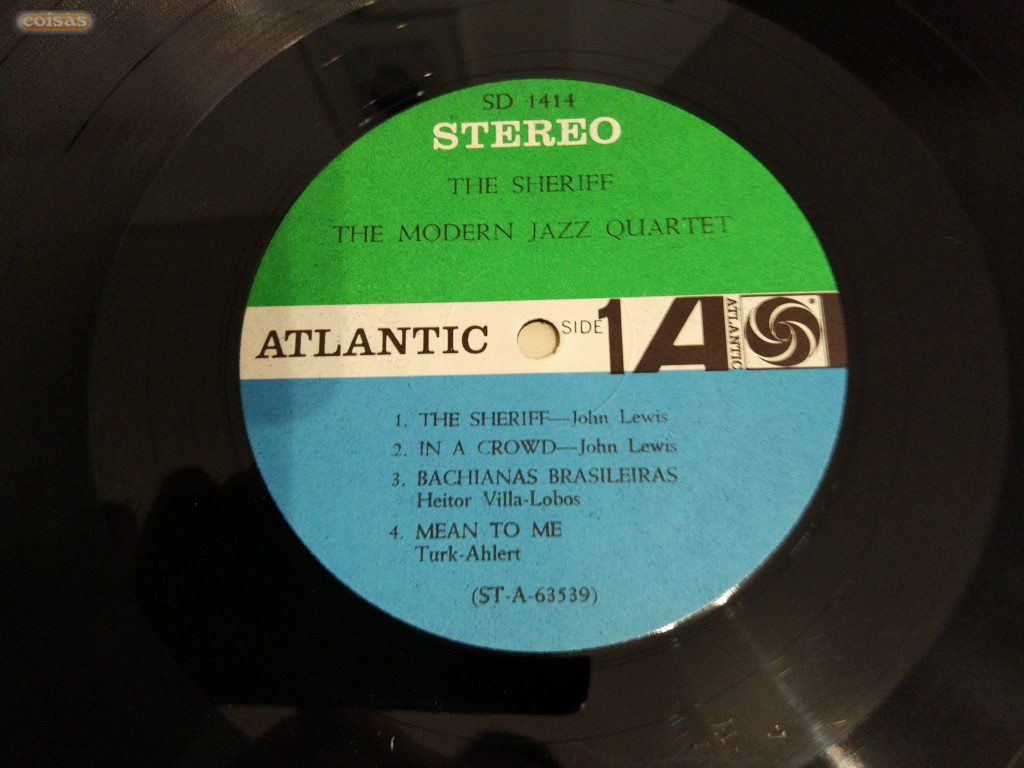 coisas
SD 1414
STEREO
THE SHERIFF
THE MODERN JAZZ QUARTET
ATLANTIC SIDE 1 A ATLANTIC
1. THE SHERIFF—John Lewis
2. IN A CROWD—John Lewis
3. BACHIANAS BRASILEIRAS
Heitor Villa-Lobos
4. MEAN TO ME
Turk-Ahlert
(ST-A-63539)